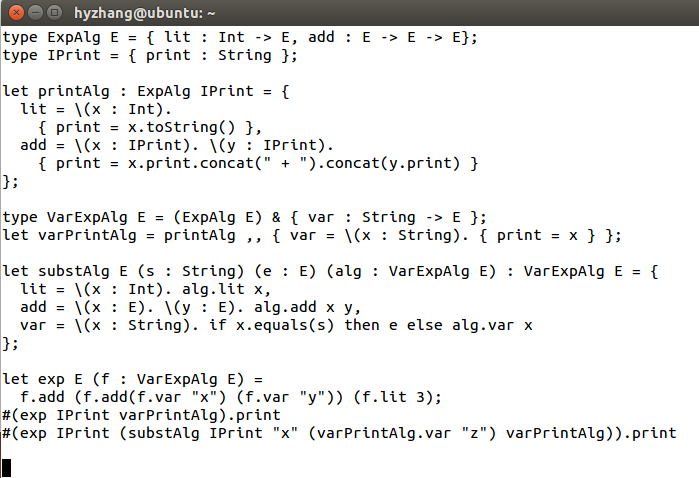 hyzhang@ubuntu: ~
type ExpAlg E = { lit : Int -> E, add : E -> E -> E};
type IPrint = { print : String };
let printAlg : ExpAlg IPrint = {
  lit = \(x : Int).
    { print = x.toString() },
  add = \(x : IPrint). \(y : IPrint).
    { print = x.print.concat(" + ").concat(y.print) }
};
type VarExpAlg E = (ExpAlg E) & { var : String -> E };
let varPrintAlg = printAlg ,, { var = \(x : String). { print = x } };
let substAlg E (s : String) (e : E) (alg : VarExpAlg E) : VarExpAlg E = {
  lit = \(x : Int). alg.lit x,
  add = \(x : E). \(y : E). alg.add x y,
  var = \(x : String). if x.equals(s) then e else alg.var x
};
let exp E (f : VarExpAlg E) =
  f.add (f.add(f.var "x") (f.var "y")) (f.lit 3);
#(exp IPrint varPrintAlg).print
#(exp IPrint (substAlg IPrint "x" (varPrintAlg.var "z") varPrintAlg)).print